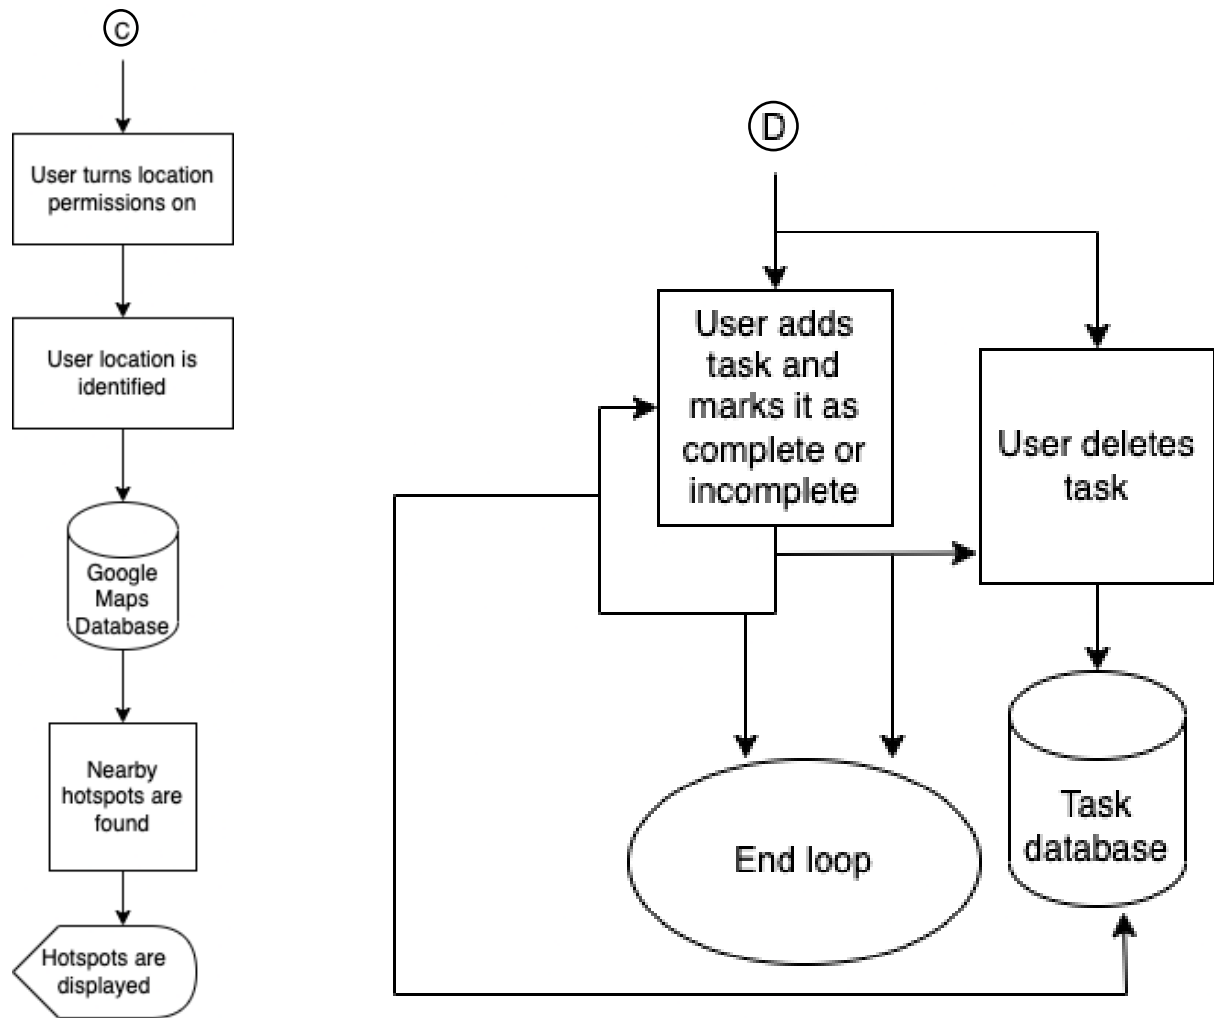 C
User turns location
permissions on
User location is
identified
Google
Maps
Database
Nearby
hotspots are
found
Hotspots are
displayed
D
User adds
task and
marks it as
complete or
incomplete
User deletes
task
End loop
Task
database